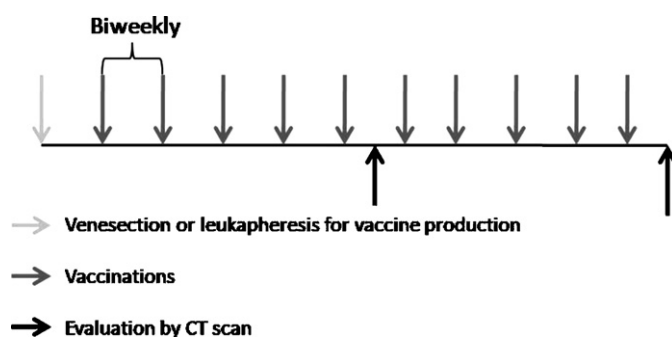 Biweekly
Venesection or leukapheresis for vaccine production
Vaccinations
Evaluation by CT scan